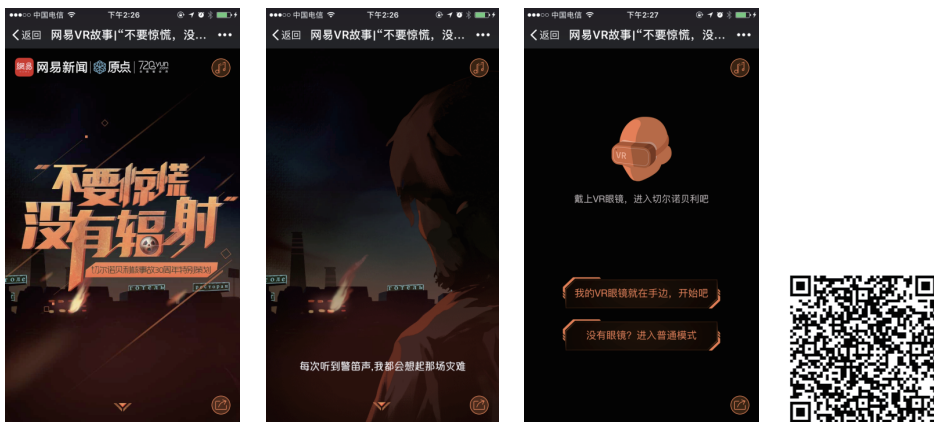 中国电信 下午2:26
返回 网易VR故事|“不要惊慌，没... •••
网易 网易新闻 原点 720yun
“不要惊慌
没有辐射”
切尔诺贝利核事故30周年特别策划
готель ресторан
中国电信 下午2:26
返回 网易VR故事|“不要惊慌，没... •••
готель
每次听到警笛声,我都会想起那场灾难
中国电信 下午2:27
返回 网易VR故事|“不要惊慌，没... •••
VR
戴上VR眼镜，进入切尔诺贝利吧
我的VR眼镜就在手边，开始吧
没有眼镜？进入普通模式